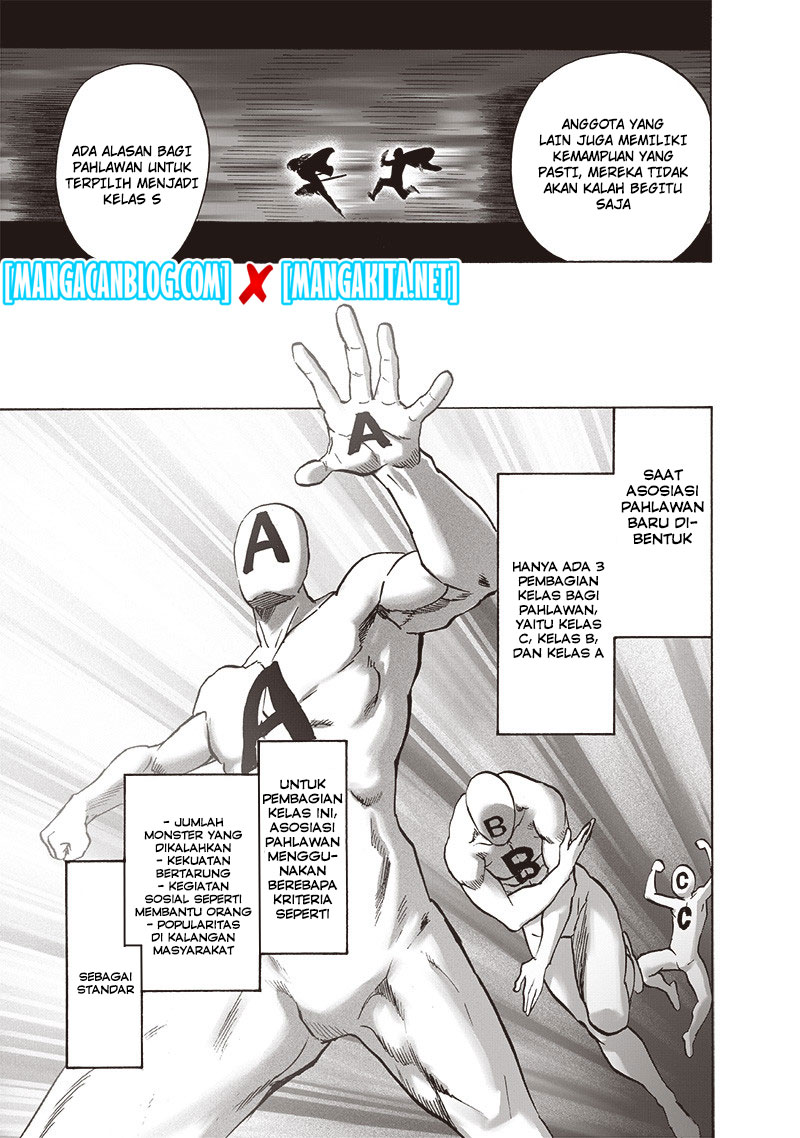 ANGGOTA YANG
LAIN JUGA MEMILIKI
KEMAMPUAN YANG
PASTI, MEREKA TIDAK
AKAN KALAH BEGITU
SAJA
ADA ALASAN BAGI
PAHLAWAN UNTUK
TERPILIH MENJADI
KELAS S
[MANGACANBLOG.COM] X [MANGAKITA.NET]
SAAT
ASOSIASI
PAHLAWAN
BARU DI-
BENTUK
HANYA ADA 3
PEMBAGIAN
KELAS BAGI
PAHLAWAN,
YAITU KELAS
C, KELAS B,
DAN KELAS A
A
A
A
B
B
C
C
UNTUK
PEMBAGIAN
KELAS INI,
ASOSIASI
PAHLAWAN
MENGGU-
NAKAN
BEREBAPA
KRITERIA
SEPERTI
- JUMLAH
MONSTER YANG
DIKALAHKAN
- KEKUATAN
BERTARUNG
- KEGIATAN
SOSIAL SEPERTI
MEMBANTU ORANG
- POPULARITAS
DI KALANGAN
MASYARAKAT
SEBAGAI
STANDAR